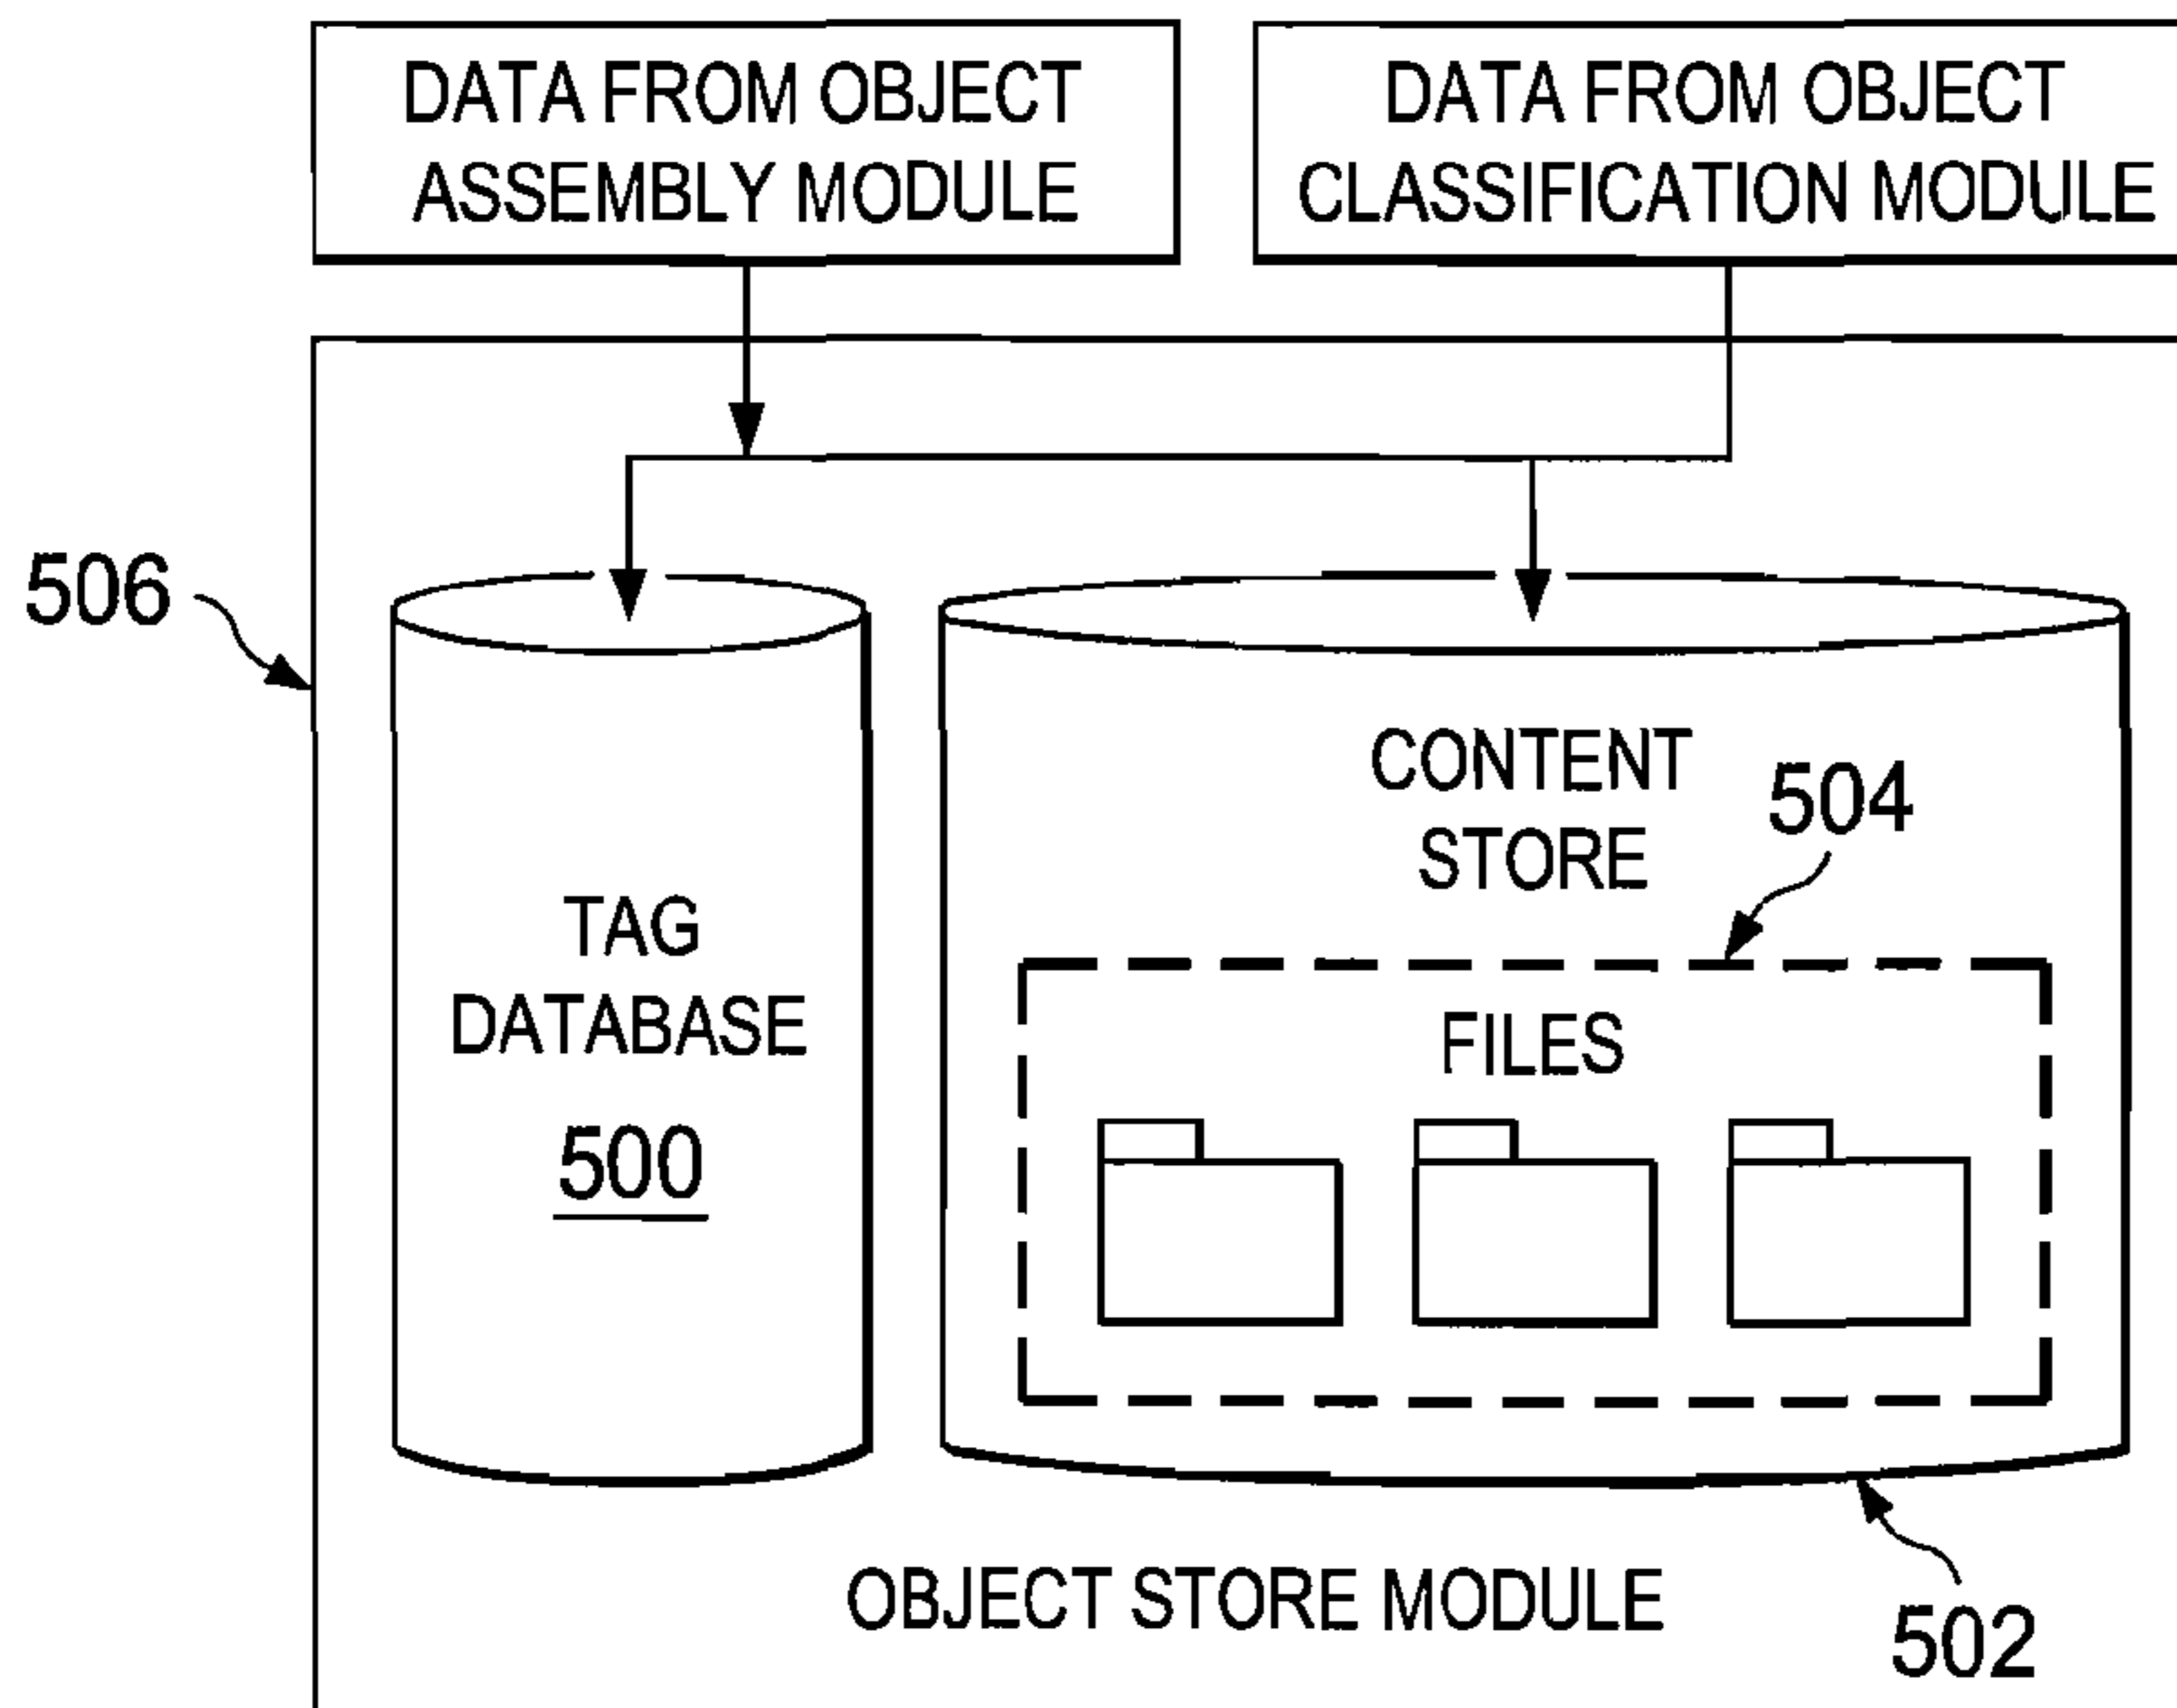 DATA FROM OBJECT
ASSEMBLY MODULE
DATA FROM OBJECT
CLASSIFICATION MODULE
506
TAG
DATABASE
500
CONTENT
STORE
504
FILES
OBJECT STORE MODULE
502